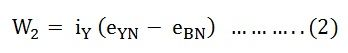 W₂ = i_Y (e_YN − e_BN) ………..(2)